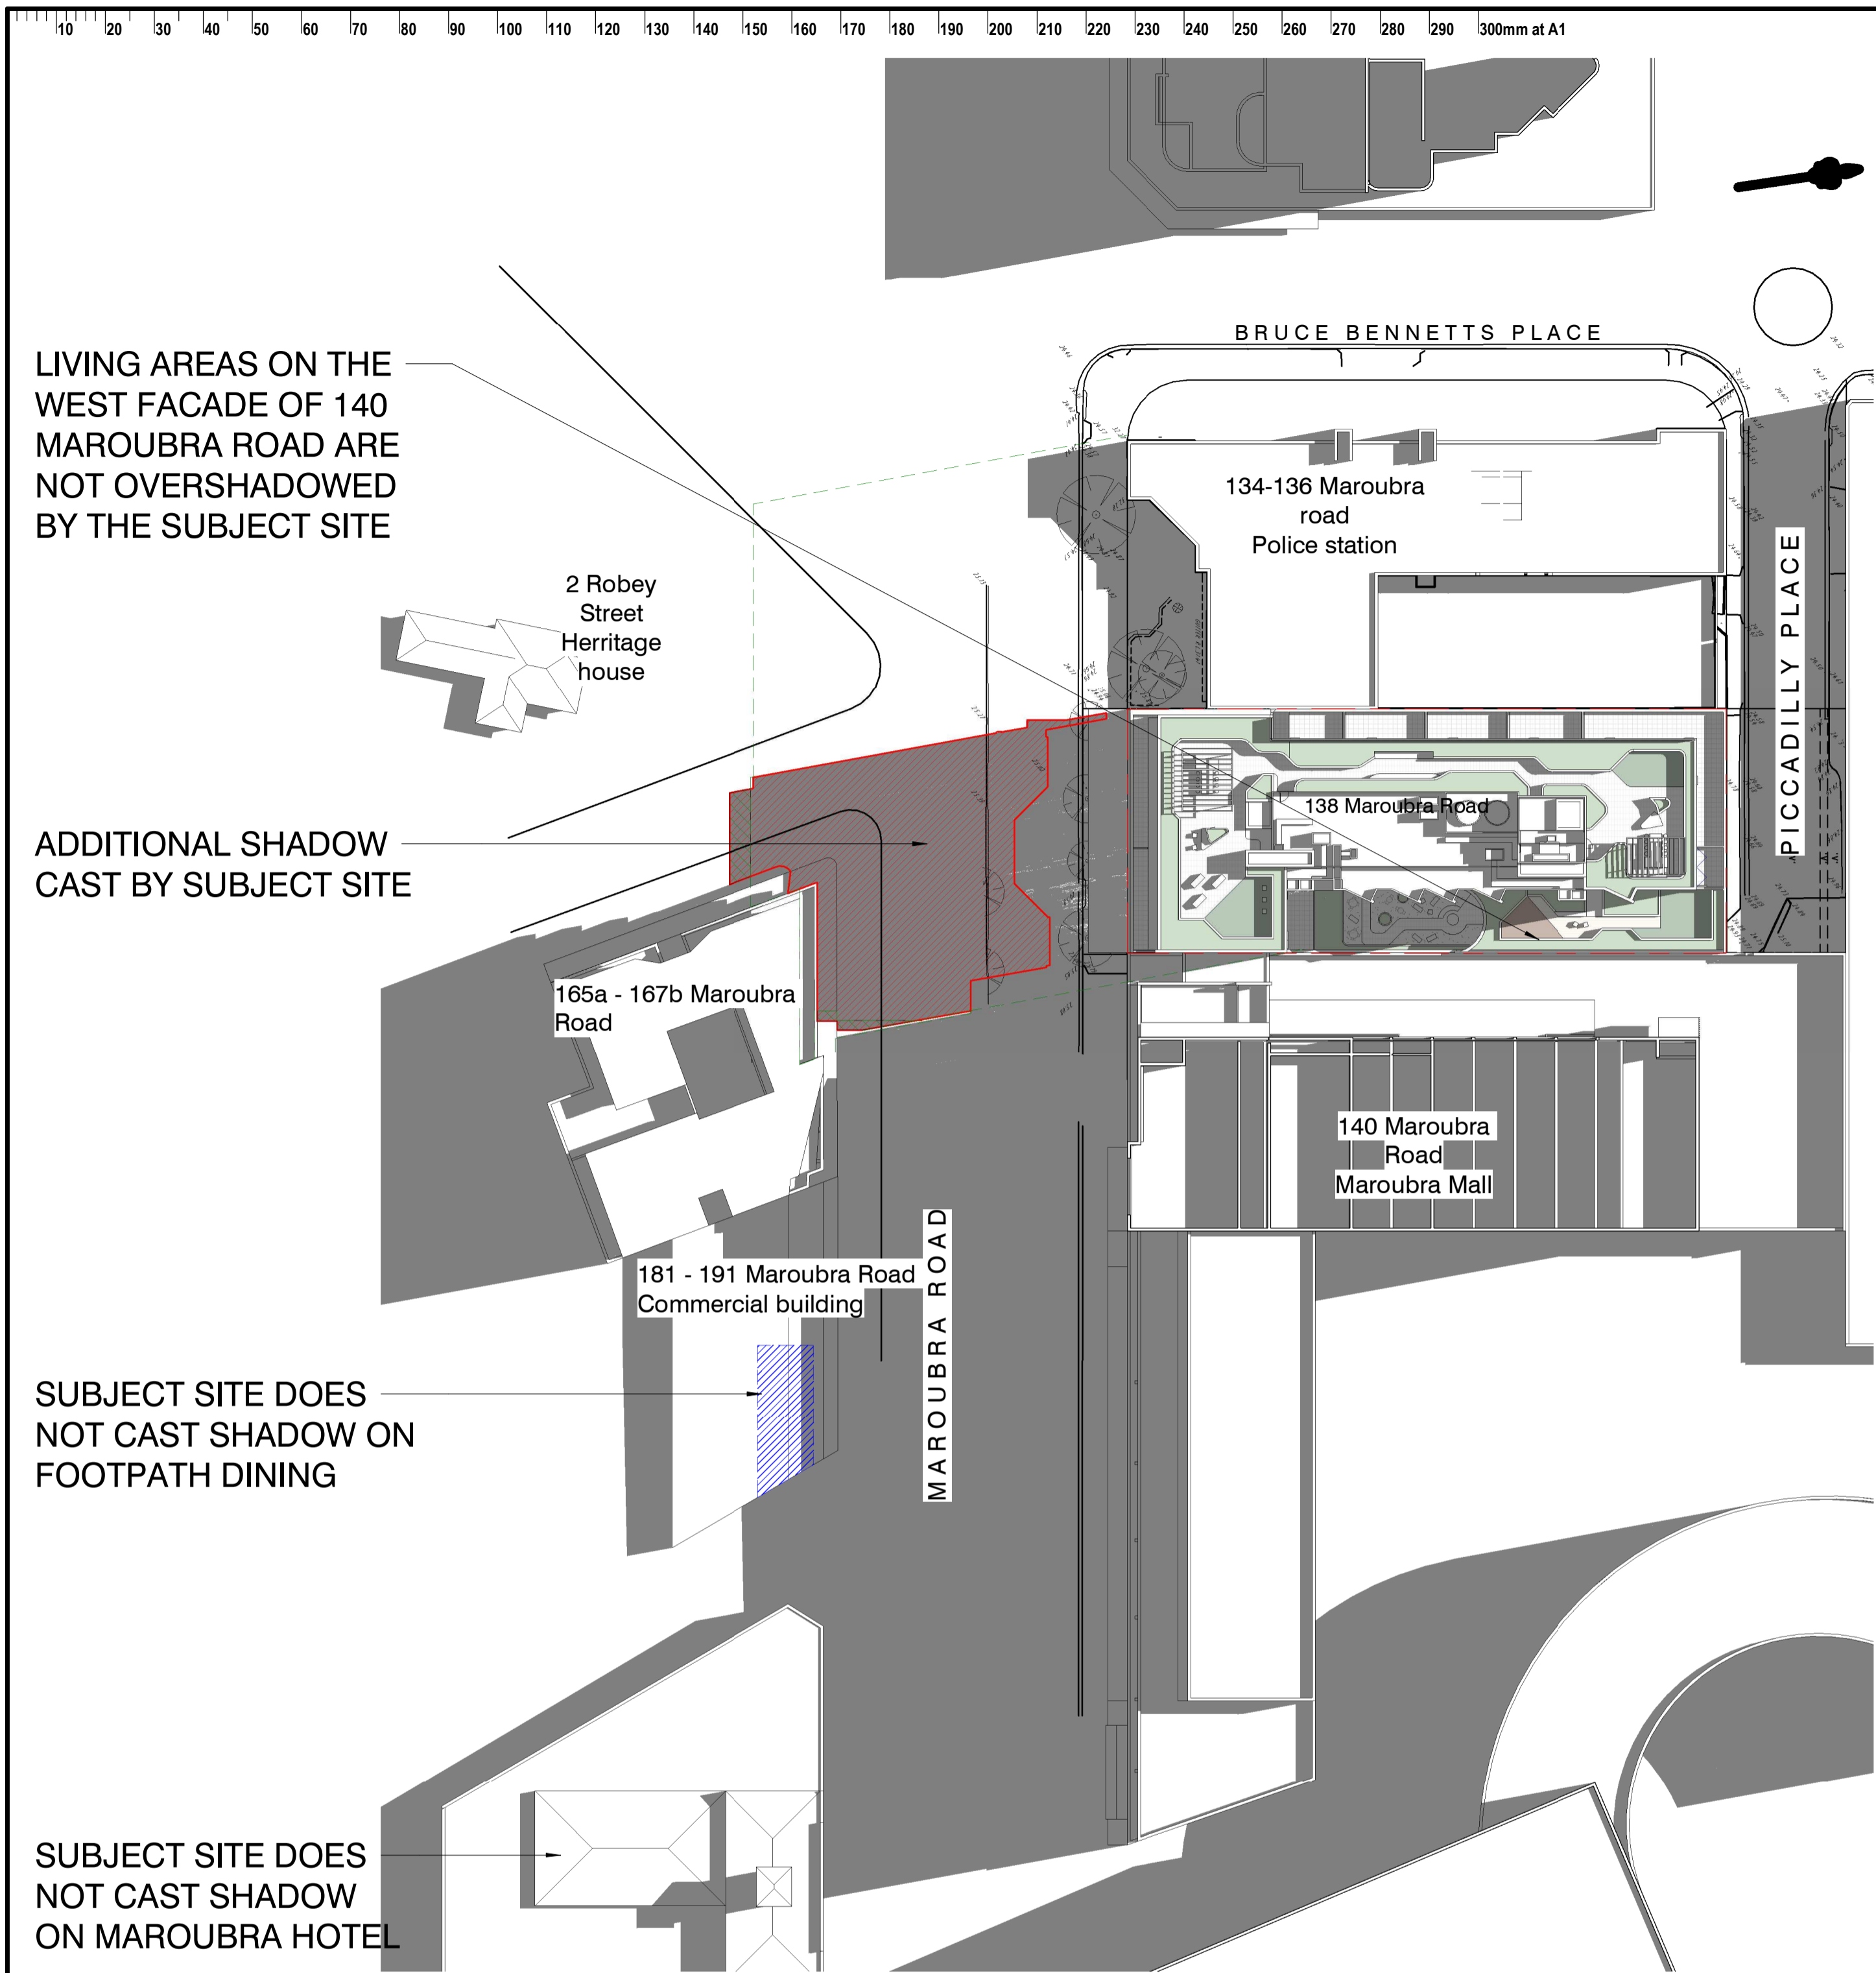 10 20 30 40 50 60 70 80 90 100 110 120 130 140 150 160 170 180 190 200 210 220 230 240 250 260 270 280 290 300mm at A1
BRUCE BENNETTS PLACE
LIVING AREAS ON THE
WEST FACADE OF 140
MAROUBRA ROAD ARE
NOT OVERSHADOWED
BY THE SUBJECT SITE
134-136 Maroubra
road
Police station
PICCADILLY PLACE
2 Robey
Street
Herritage
house
138 Maroubra Road
ADDITIONAL SHADOW
CAST BY SUBJECT SITE
165a - 167b Maroubra
Road
140 Maroubra
Road
Maroubra Mall
MAROUBRA ROAD
181 - 191 Maroubra Road
Commercial building
SUBJECT SITE DOES
NOT CAST SHADOW ON
FOOTPATH DINING
SUBJECT SITE DOES
NOT CAST SHADOW
ON MAROUBRA HOTEL